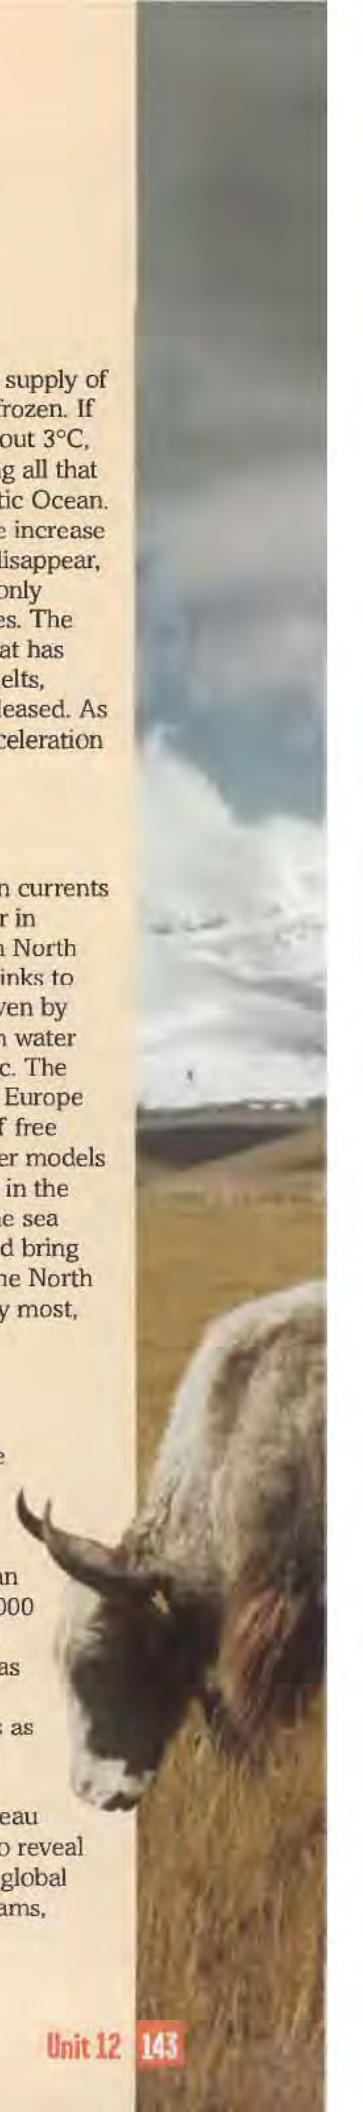 supply of
frozen. If
out 3°C,
g all that
tic Ocean.
e increase
disappear,
only
es. The
at has
elts,
leased. As
celeration
n currents
r in
n North
inks to
ven by
n water
c. The
Europe
f free
er models
in the
e sea
d bring
he North
y most,
e
an
000
as
s as
eau
o reveal
global
ams,
Unit 12 143